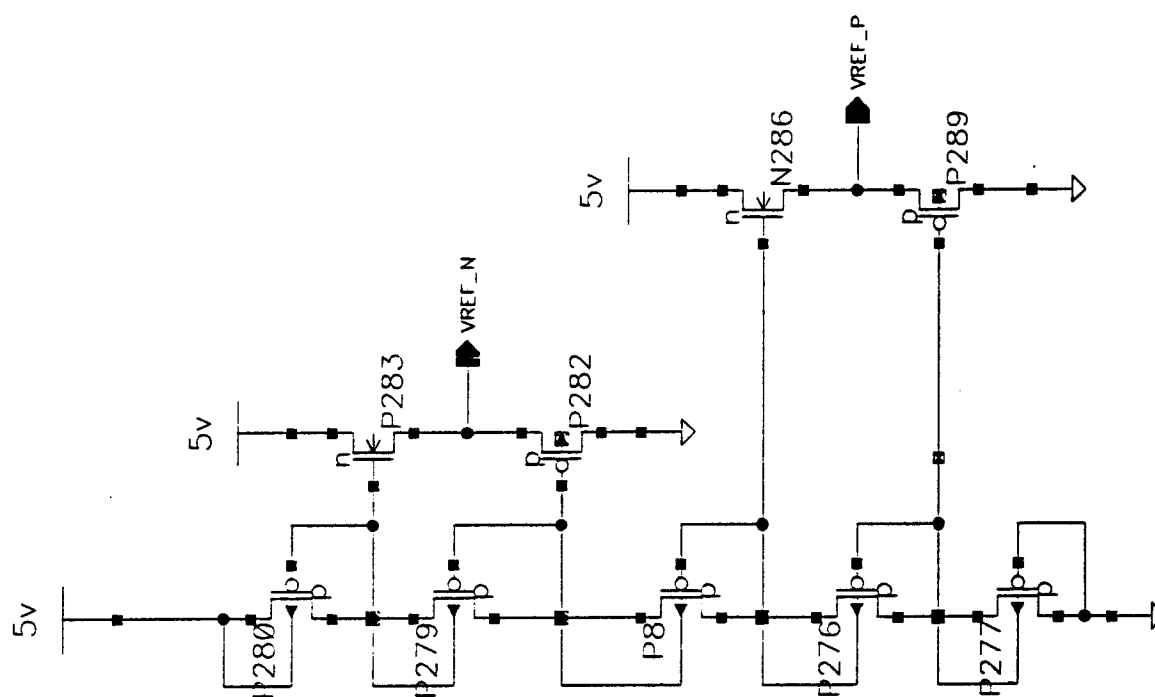 5v
P280
p
P279
p
P8
p
P276
p
P277
p
5v
n
P283
VREF_N
p
P282
5v
n
N286
VREF_P
p
P289